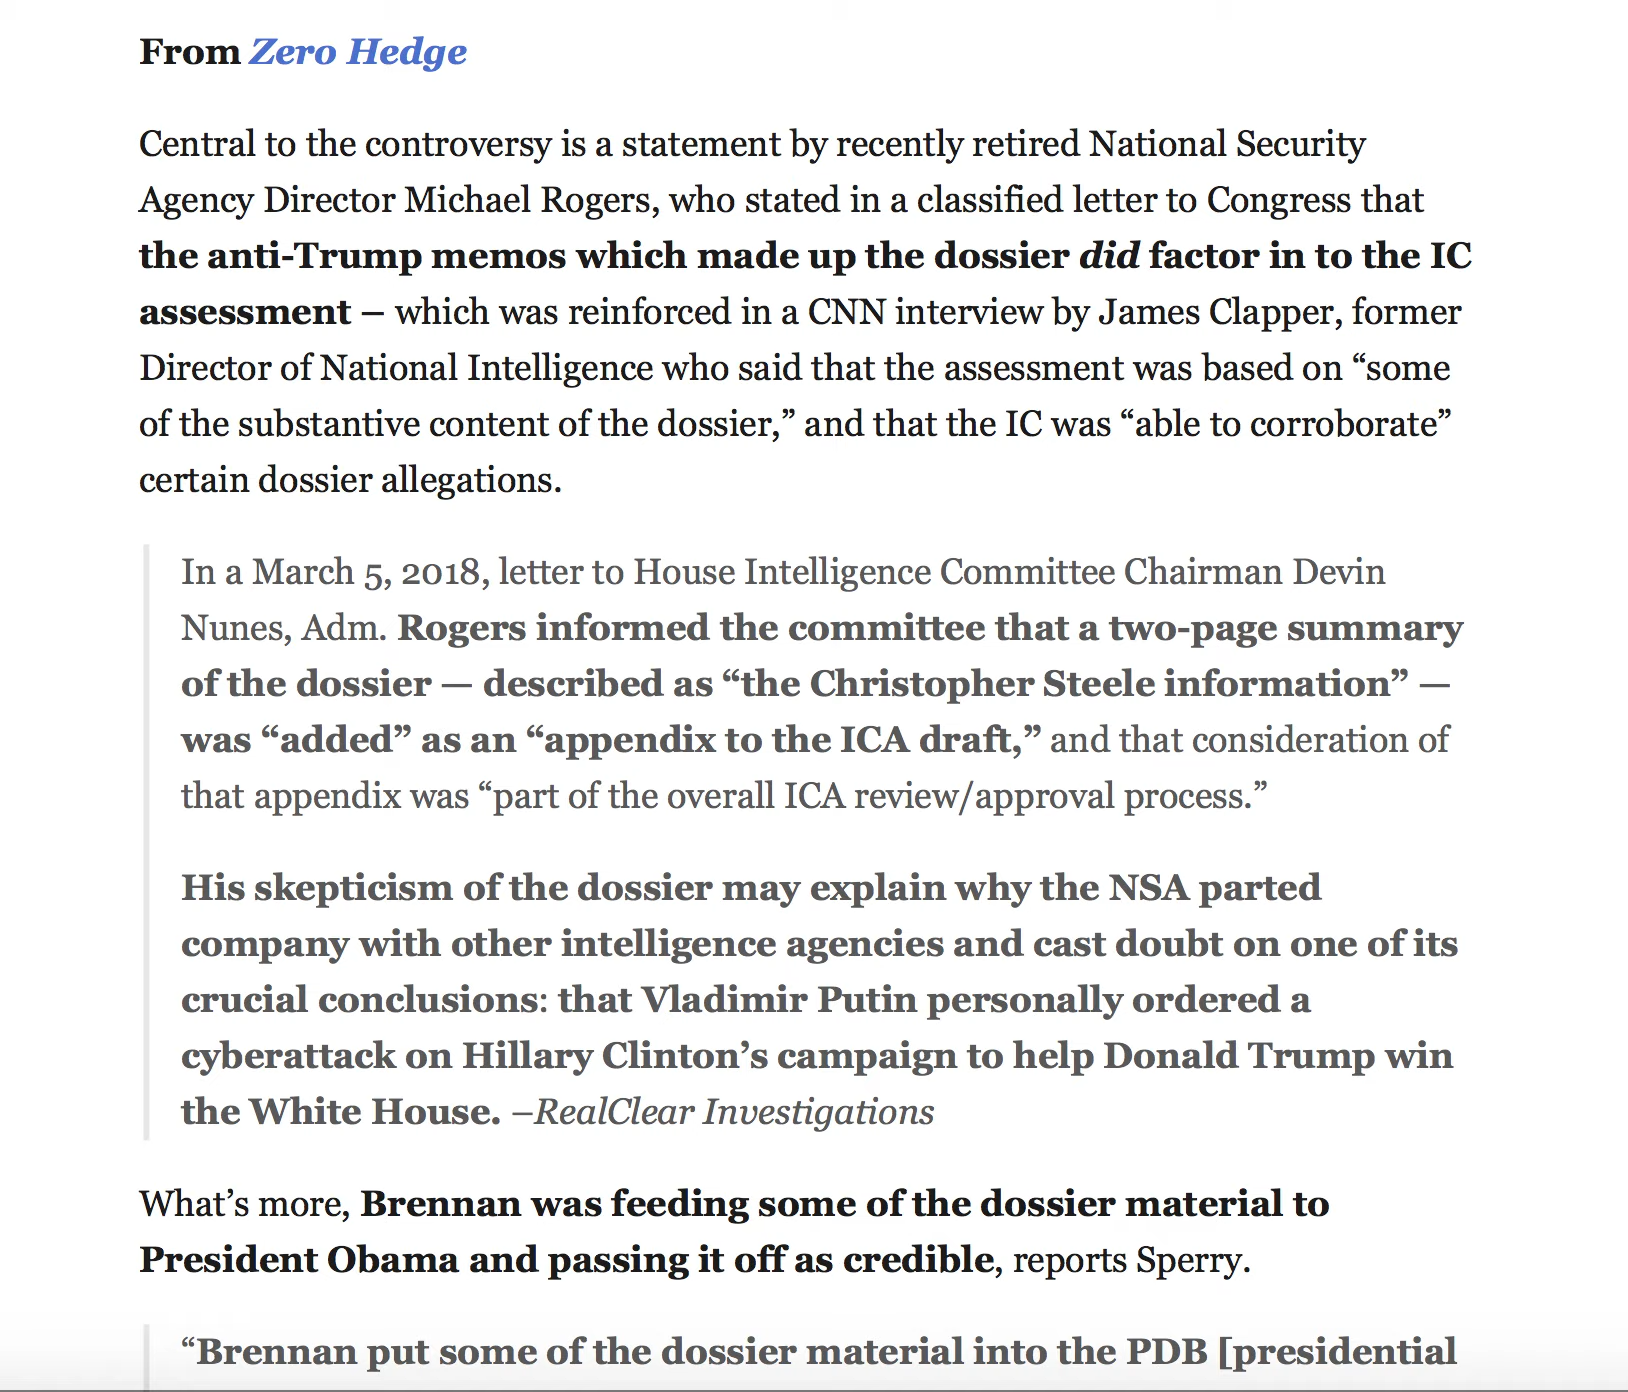 From Zero Hedge
Central to the controversy is a statement by recently retired National Security
Agency Director Michael Rogers, who stated in a classified letter to Congress that
the anti-Trump memos which made up the dossier did factor in to the IC
assessment – which was reinforced in a CNN interview by James Clapper, former
Director of National Intelligence who said that the assessment was based on “some
of the substantive content of the dossier,” and that the IC was “able to corroborate”
certain dossier allegations.
In a March 5, 2018, letter to House Intelligence Committee Chairman Devin
Nunes, Adm. Rogers informed the committee that a two-page summary
of the dossier — described as “the Christopher Steele information” —
was “added” as an “appendix to the ICA draft,” and that consideration of
that appendix was “part of the overall ICA review/approval process.”
His skepticism of the dossier may explain why the NSA parted
company with other intelligence agencies and cast doubt on one of its
crucial conclusions: that Vladimir Putin personally ordered a
cyberattack on Hillary Clinton’s campaign to help Donald Trump win
the White House. –RealClear Investigations
What’s more, Brennan was feeding some of the dossier material to
President Obama and passing it off as credible, reports Sperry.
“Brennan put some of the dossier material into the PDB [presidential